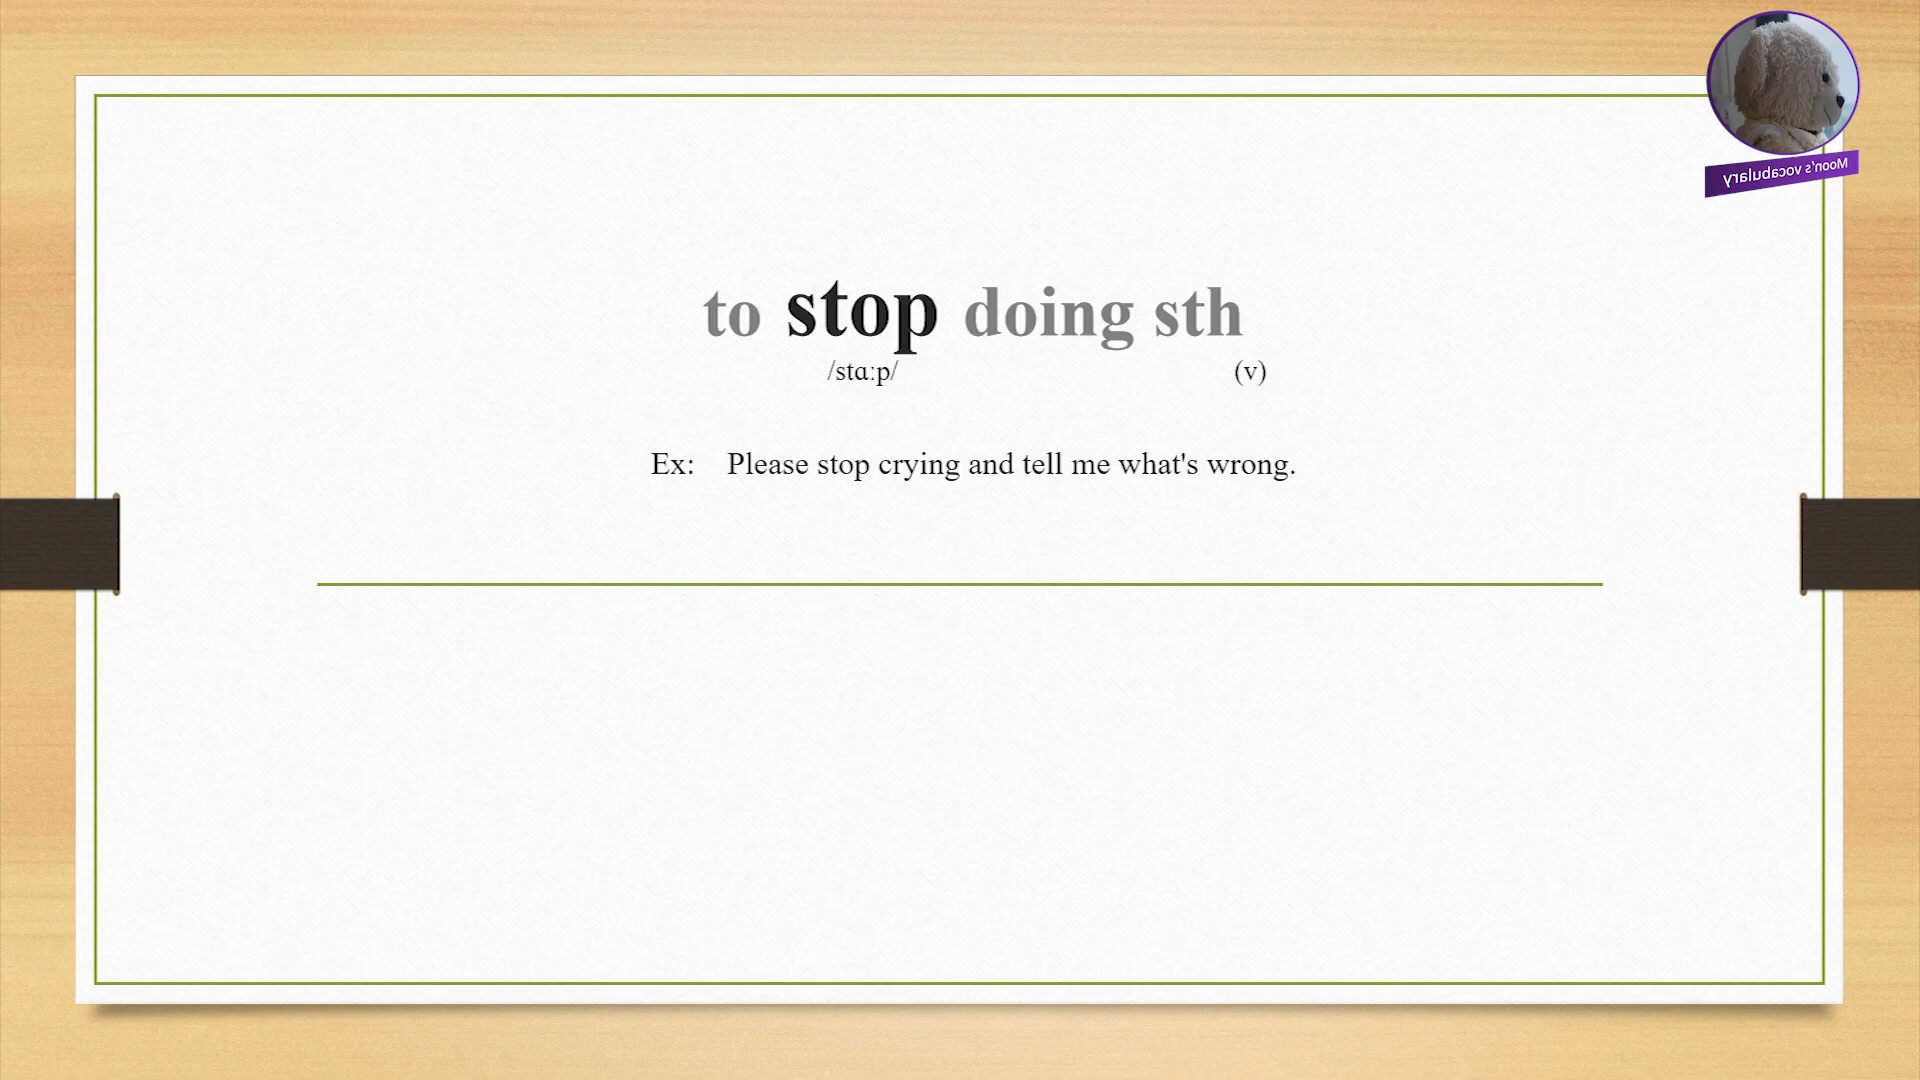 Moon's vocabulary
to stop doing sth
/stɑːp/ (v)
Ex: Please stop crying and tell me what's wrong.